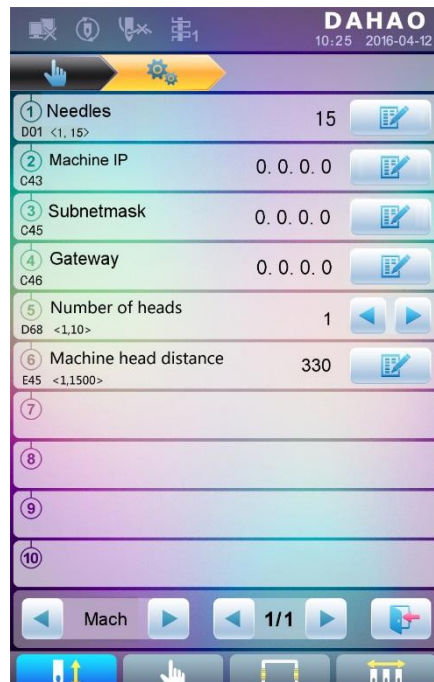 DAHAO
1
10:25 2016-04-12
1 Needles 15
D01 <1, 15>
2 Machine IP 0. 0. 0. 0
C43
3 Subnetmask 0. 0. 0. 0
C45
4 Gateway 0. 0. 0. 0
C46
5 Number of heads 1
D68 <1,10>
6 Machine head distance 330
E45 <1,1500>
7
8
9
10
Mach 1/1